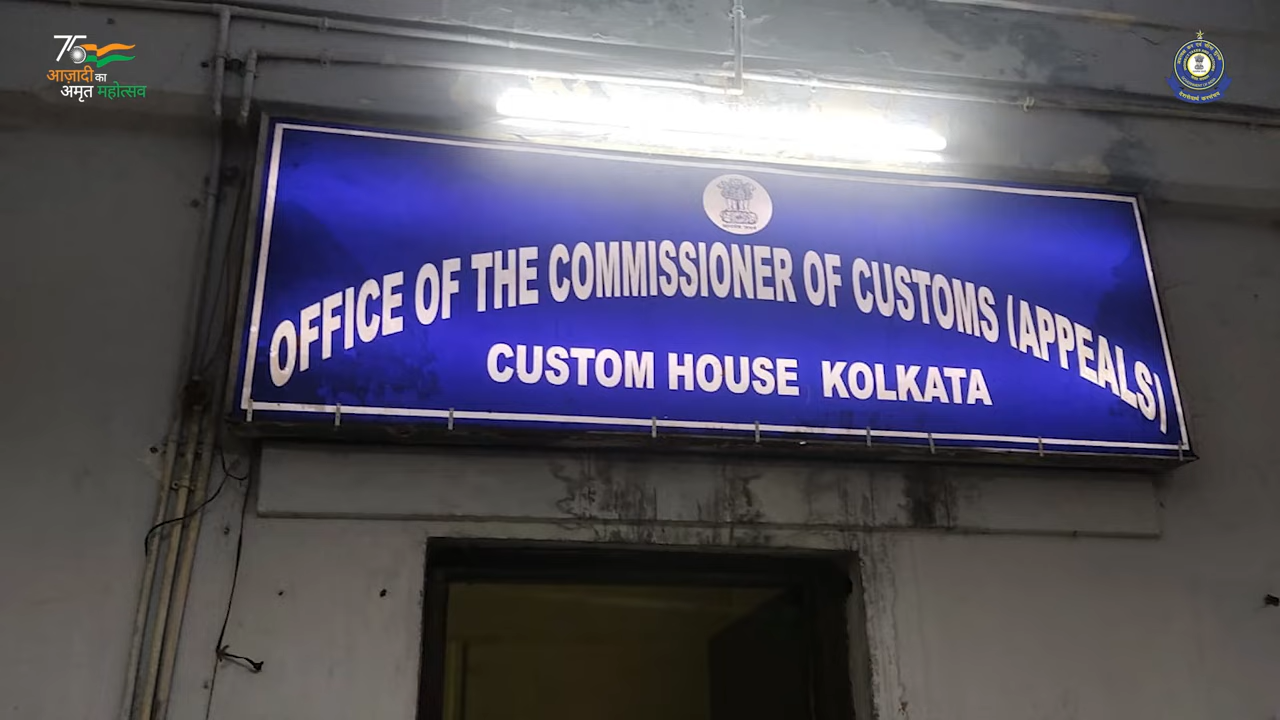 75
आज़ादी का
अमृत महोत्सव
OFFICE OF THE COMMISSIONER OF CUSTOMS (APPEALS)
CUSTOM HOUSE KOLKATA